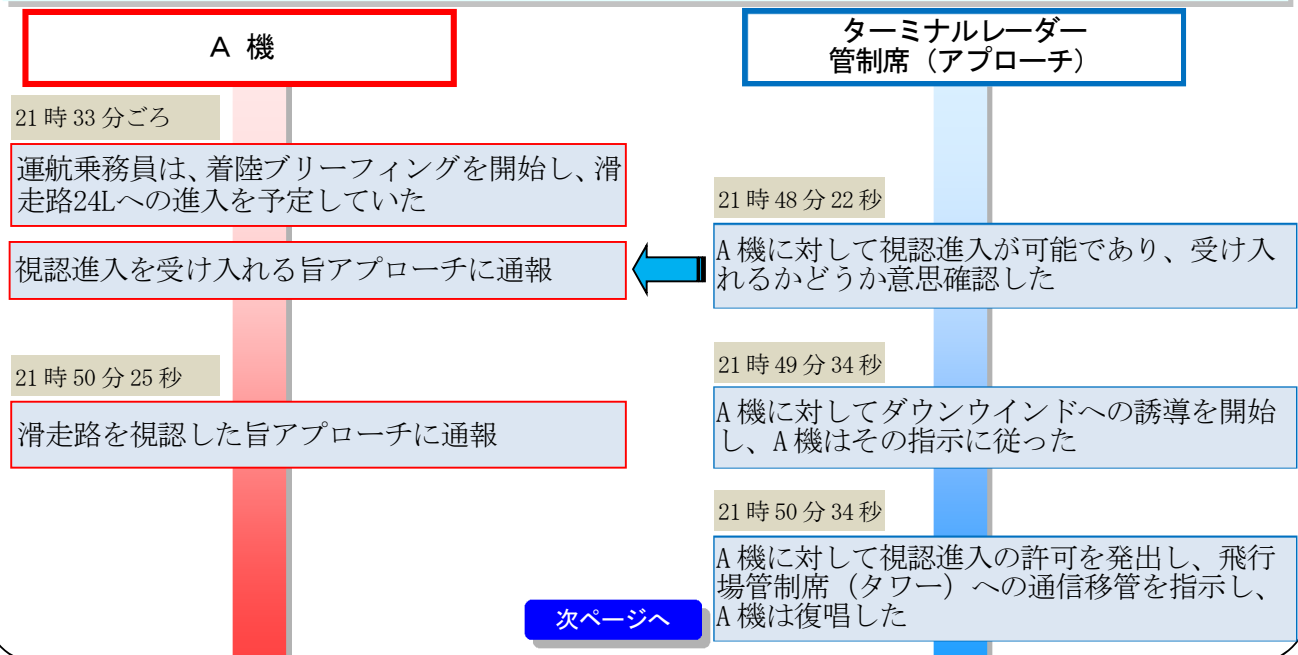 A 機
ターミナルレーダー
管制席（アプローチ）
21時33分ごろ
運航乗務員は、着陸ブリーフィングを開始し、滑
走路24Lへの進入を予定していた
21時48分22秒
A機に対して視認進入が可能であり、受け入
れるかどうか意思確認した
視認進入を受け入れる旨アプローチに通報
21時49分34秒
A機に対してダウンウインドへの誘導を開始
し、A機はその指示に従った
21時50分25秒
滑走路を視認した旨アプローチに通報
21時50分34秒
A機に対して視認進入の許可を発出し、飛行
場管制席（タワー）への通信移管を指示し、
A機は復唱した
次ページへ